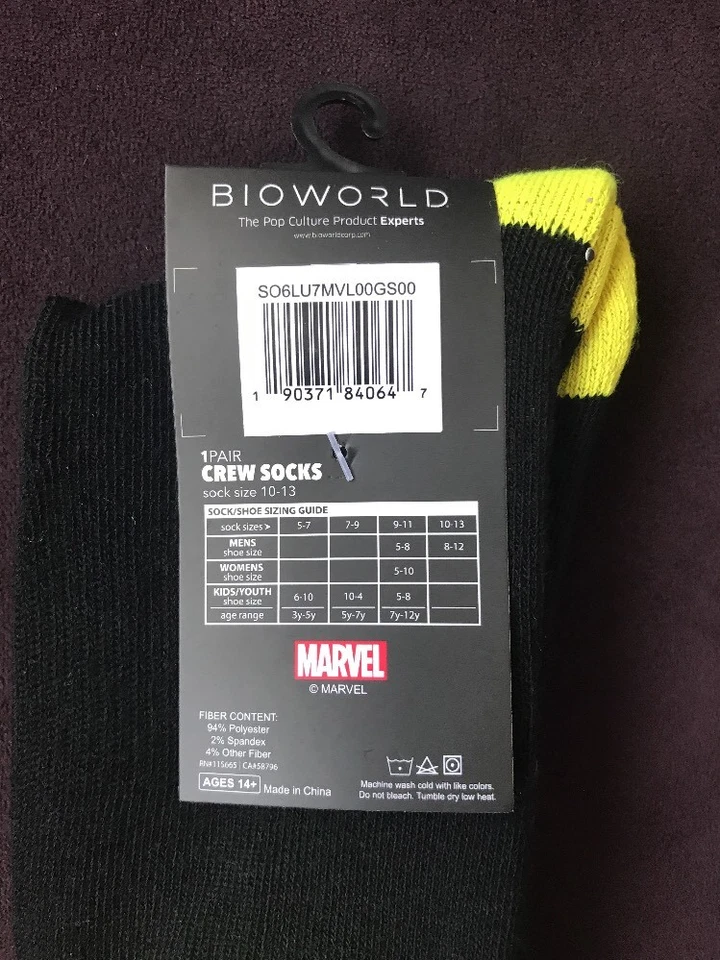 BIOWORLD
The Pop Culture Product Experts
www.bioworldcorp.com
SO6LU7MVL00GS00
1 90371 84064 7
1PAIR
CREW SOCKS
sock size 10-13
SOCK/SHOE SIZING GUIDE
sock sizes > 5-7 7-9 9-11 10-13
MENS shoe size 5-8 8-12
WOMENS shoe size 5-10
KIDS/YOUTH shoe size 6-10 10-4 5-8
age range 3y-5y 5y-7y 7y-12y
MARVEL
© MARVEL
FIBER CONTENT:
94% Polyester
2% Spandex
4% Other Fiber
RN#115665 | CA#58796
AGES 14+ Made in China
Machine wash cold with like colors.
Do not bleach. Tumble dry low heat.